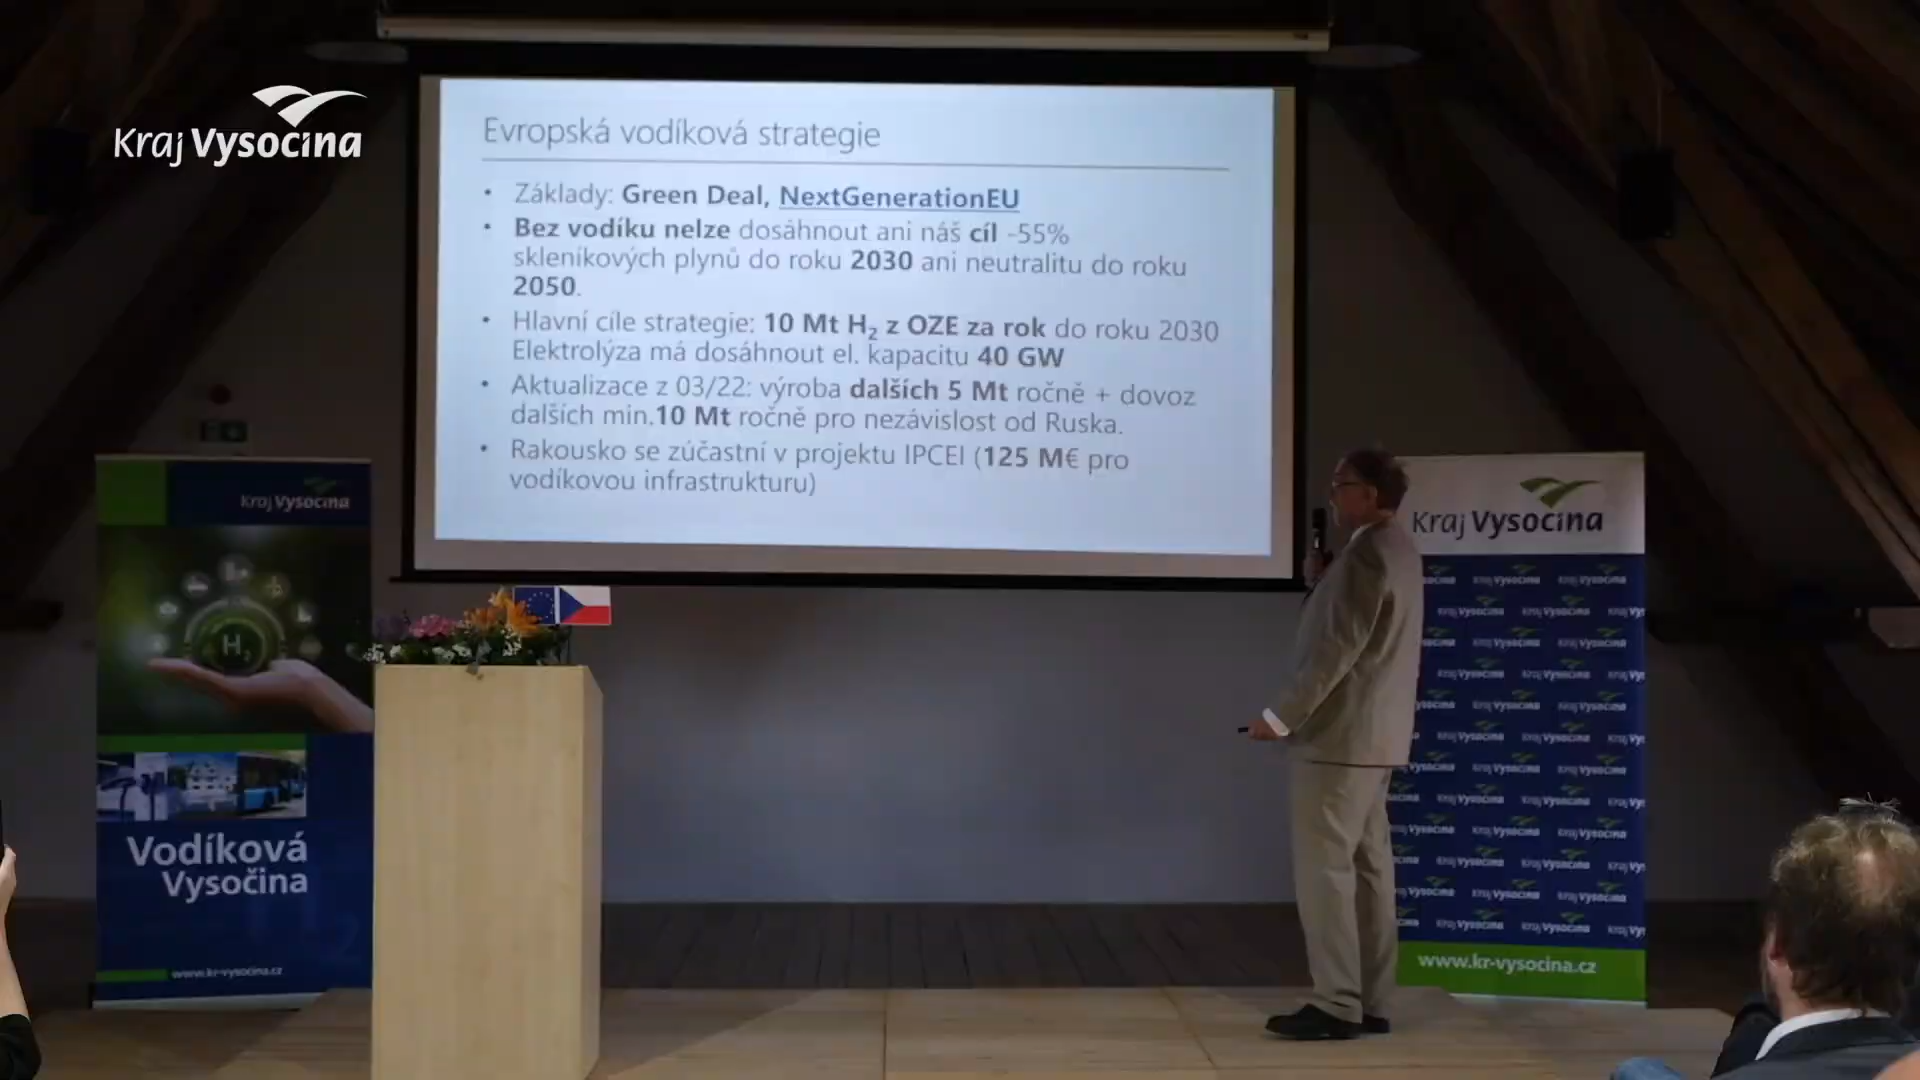 Kraj Vysočina
Evropská vodíková strategie
• Základy: Green Deal, NextGenerationEU
• Bez vodíku nelze dosáhnout ani náš cíl -55%
skleníkových plynů do roku 2030 ani neutralitu do roku
2050.
• Hlavní cíle strategie: 10 Mt H₂ z OZE za rok do roku 2030
Elektrolýza má dosáhnout el. kapacitu 40 GW
• Aktualizace z 03/22: výroba dalších 5 Mt ročně + dovoz
dalších min.10 Mt ročně pro nezávislost od Ruska.
• Rakousko se zúčastní v projektu IPCEI (125 M€ pro
vodíkovou infrastrukturu)
Kraj Vysočina
H₂
Vodíková
Vysočina
www.kr-vysocina.cz
Kraj Vysočina
www.kr-vysocina.cz